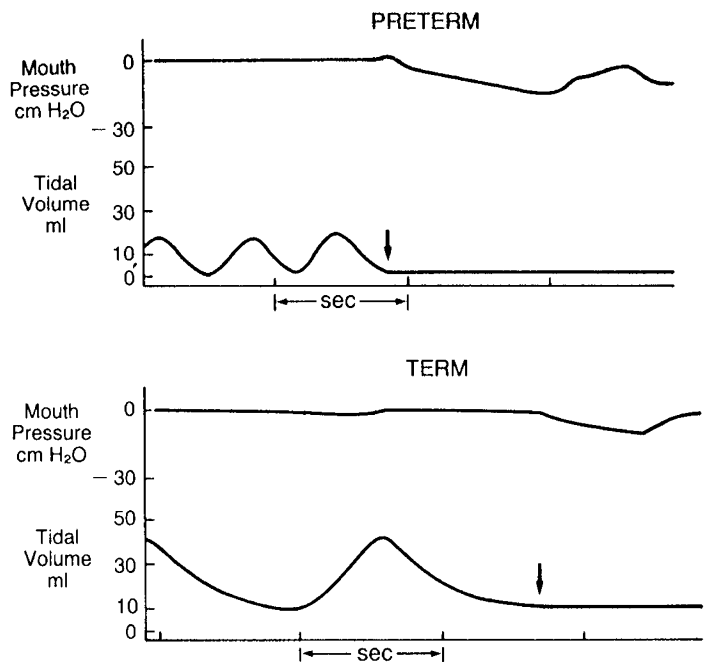 PRETERM
Mouth
Pressure
cm H₂O
0
– 30
50
Tidal
Volume
ml
30
10
0
sec
TERM
Mouth
Pressure
cm H₂O
0
– 30
50
Tidal
Volume
ml
30
10
0
sec